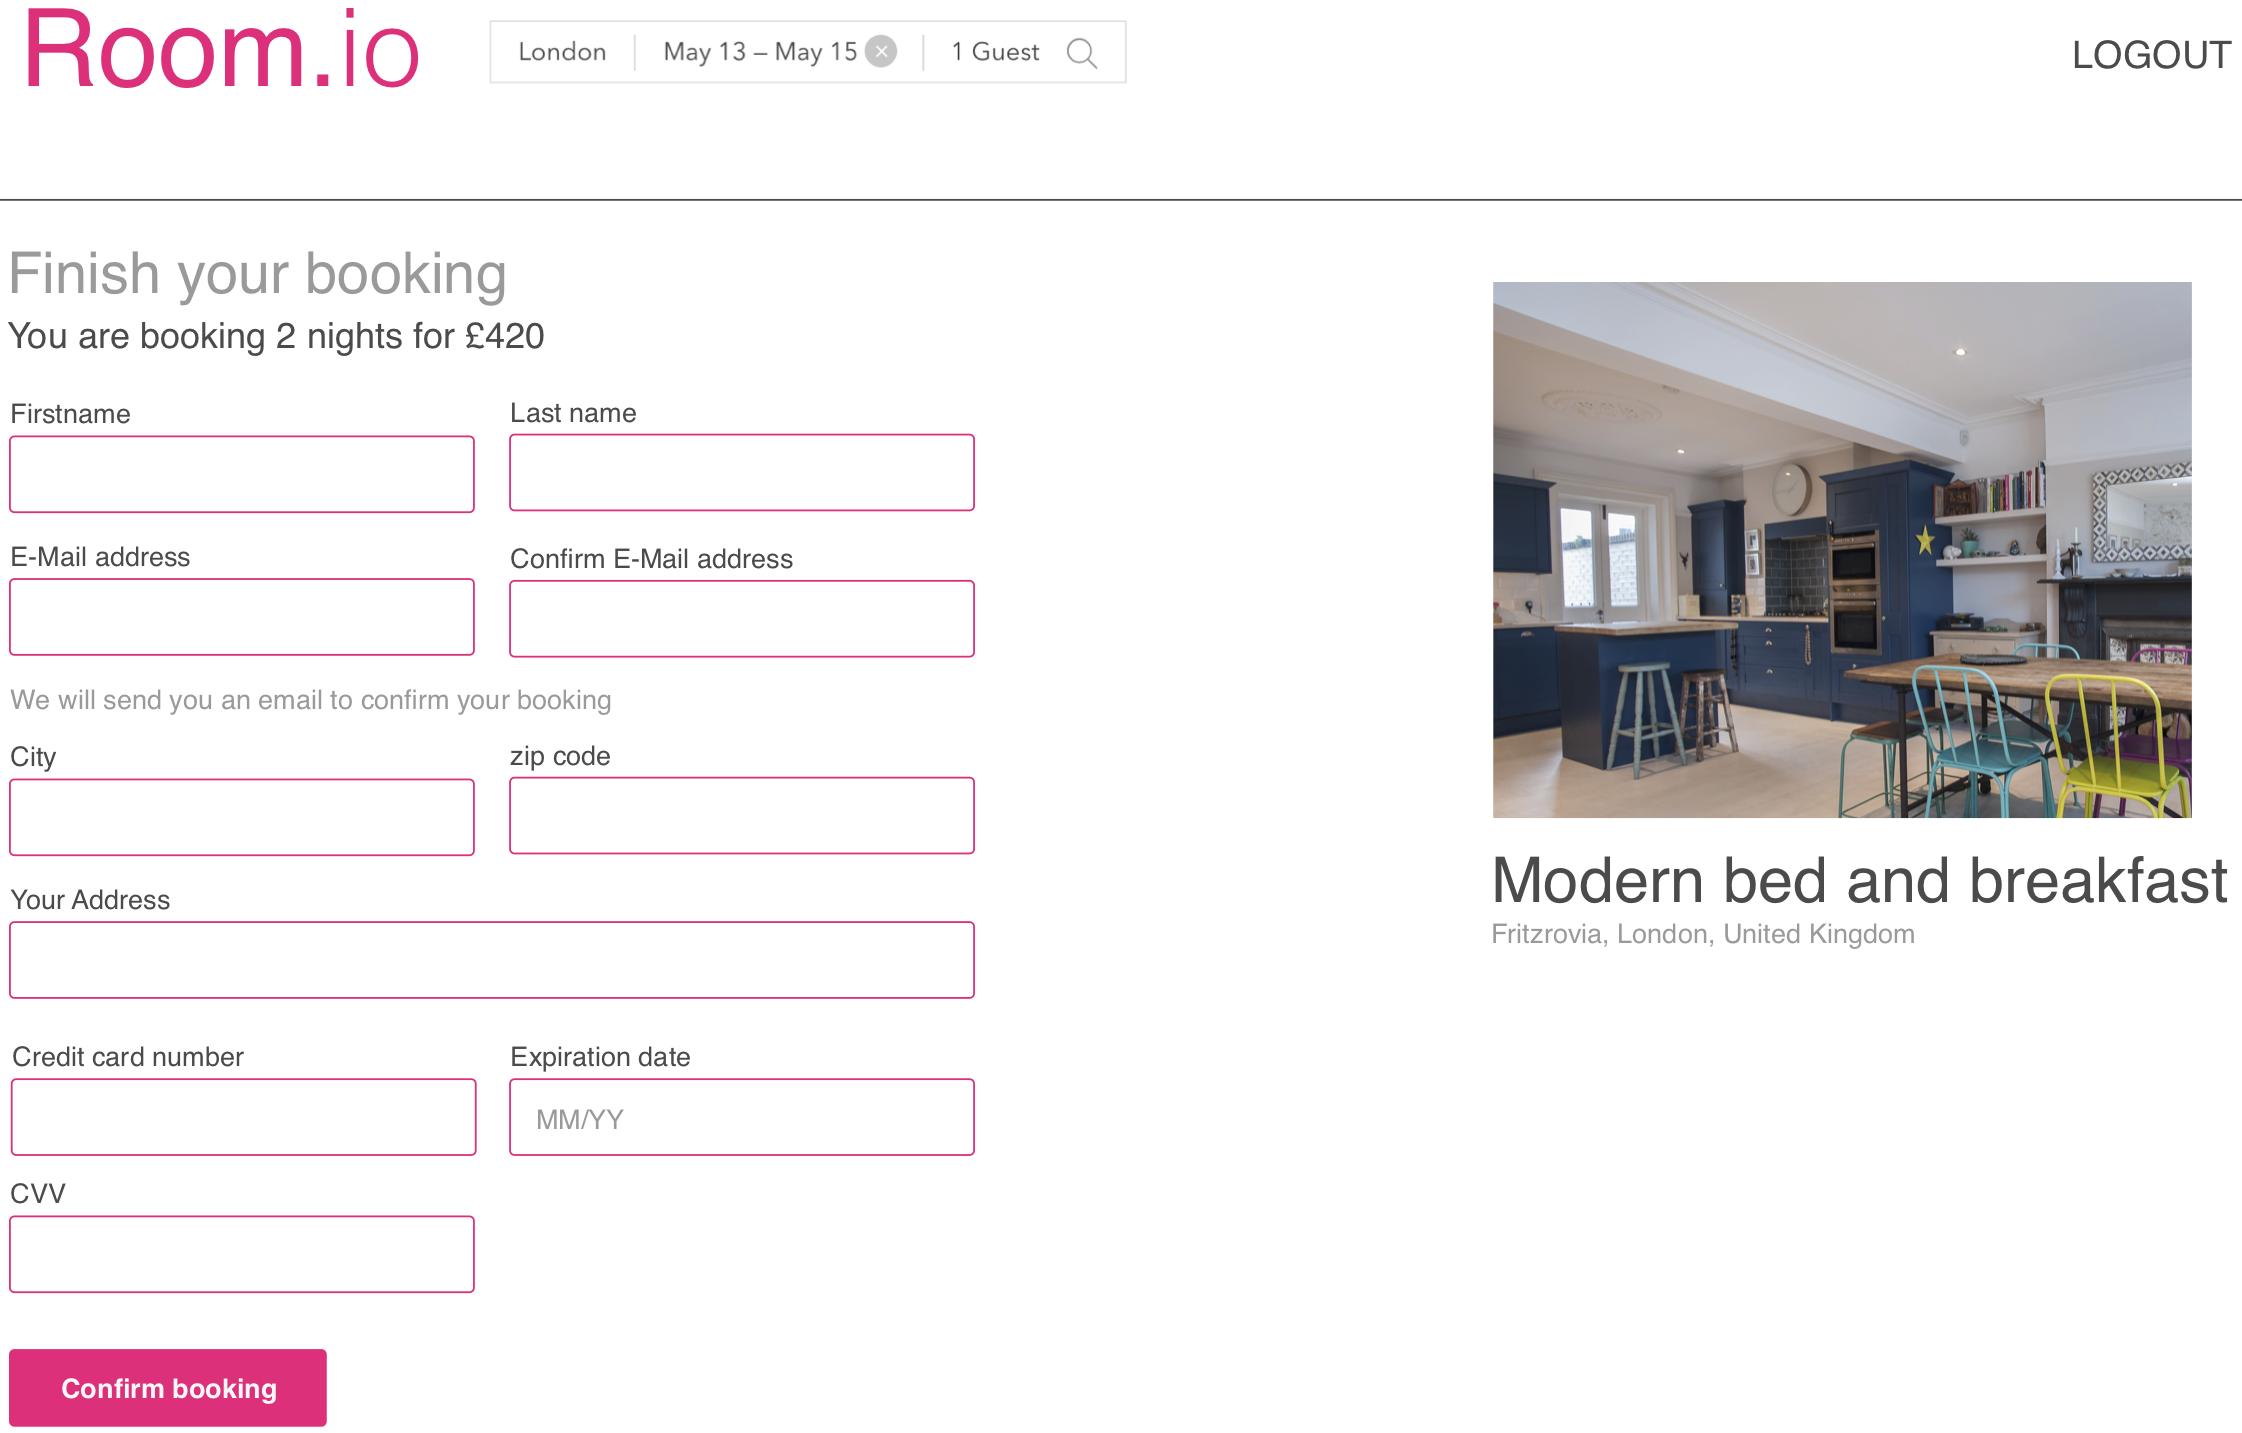 Room.io
London May 13 – May 15 1 Guest
LOGOUT
Finish your booking
You are booking 2 nights for £420
Firstname
Last name
E-Mail address
Confirm E-Mail address
We will send you an email to confirm your booking
City
zip code
Your Address
Credit card number
Expiration date
MM/YY
CVV
Confirm booking
Modern bed and breakfast
Fritzrovia, London, United Kingdom